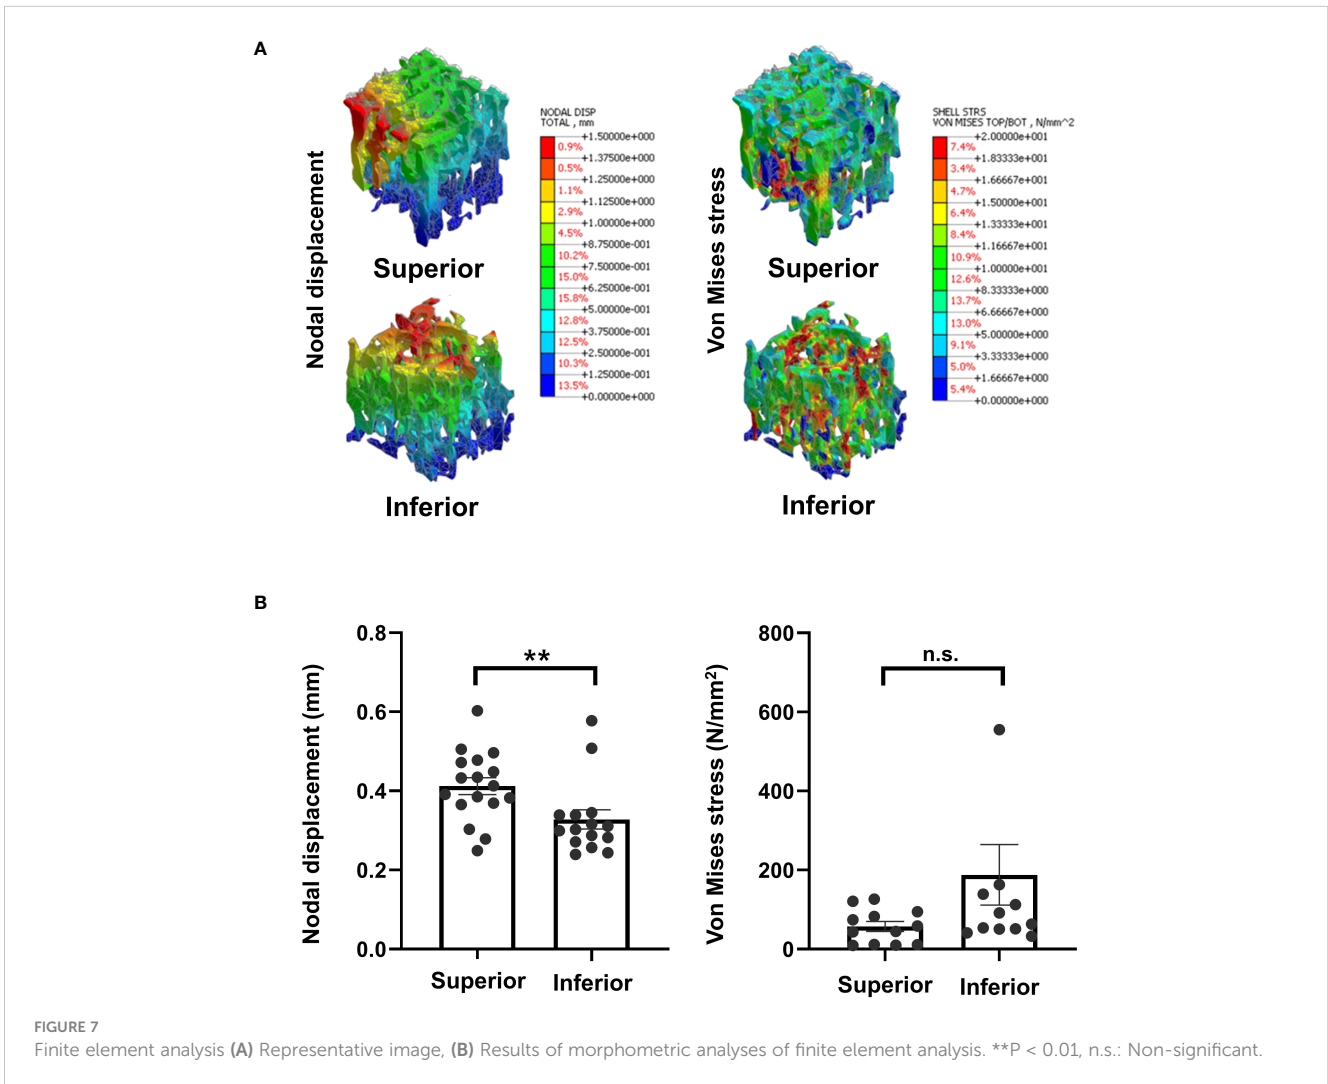 A
Nodal displacement
Superior
Inferior
NODAL DISP
TOTAL , mm
+1.50000e+000
0.9%
+1.37500e+000
0.5%
+1.25000e+000
1.1%
+1.12500e+000
2.9%
+1.00000e+000
4.5%
+8.75000e-001
10.2%
+7.50000e-001
15.0%
+6.25000e-001
15.8%
+5.00000e-001
12.8%
+3.75000e-001
12.5%
+2.50000e-001
10.3%
+1.25000e-001
13.5%
+0.00000e+000
Von Mises stress
Superior
Inferior
SHELL STRS
VON MISES TOP/BOT , N/mm^2
+2.00000e+001
7.4%
+1.83333e+001
3.4%
+1.66667e+001
4.7%
+1.50000e+001
6.4%
+1.33333e+001
8.4%
+1.16667e+001
10.9%
+1.00000e+001
12.6%
+8.33333e+000
13.7%
+6.66667e+000
13.0%
+5.00000e+000
9.1%
+3.33333e+000
5.0%
+1.66667e+000
5.4%
+0.00000e+000
B
Nodal displacement (mm)
0.8
0.6
0.4
0.2
0.0
**
Superior
Inferior
Von Mises stress (N/mm²)
800
600
400
200
0
n.s.
Superior
Inferior
FIGURE 7
Finite element analysis (A) Representative image, (B) Results of morphometric analyses of finite element analysis. **P < 0.01, n.s.: Non-significant.